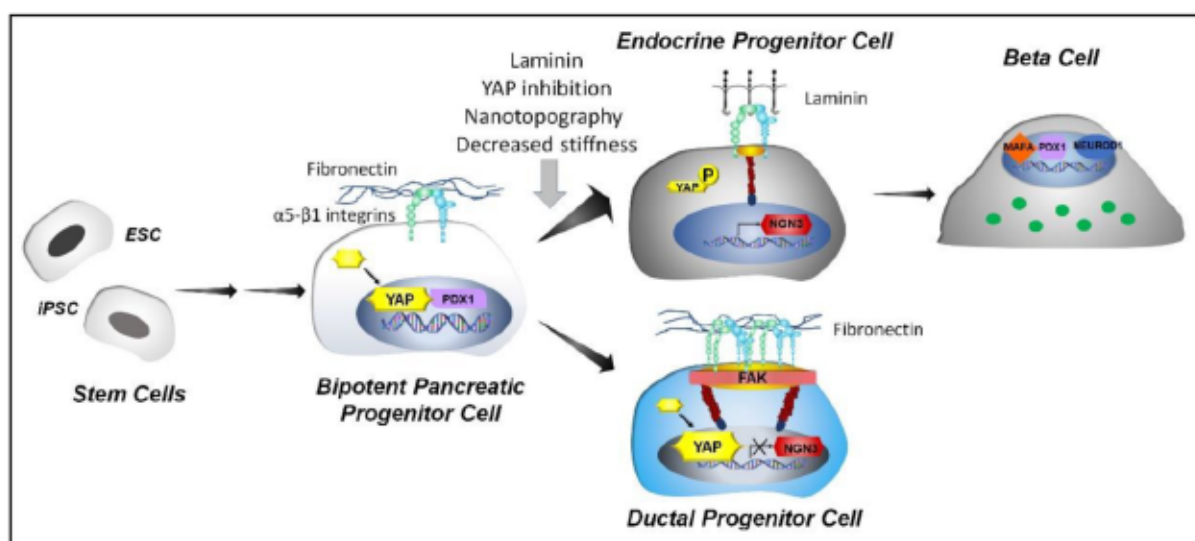 Endocrine Progenitor Cell
Beta Cell
Laminin
YAP inhibition
Nanotopography
Decreased stiffness
Laminin
MAFA
PDX1
NEUROD1
Fibronectin
α5-β1 integrins
P
YAP
NGN3
ESC
iPSC
YAP
PDX1
Fibronectin
FAK
YAP
NGN3
Stem Cells
Bipotent Pancreatic
Progenitor Cell
Ductal Progenitor Cell